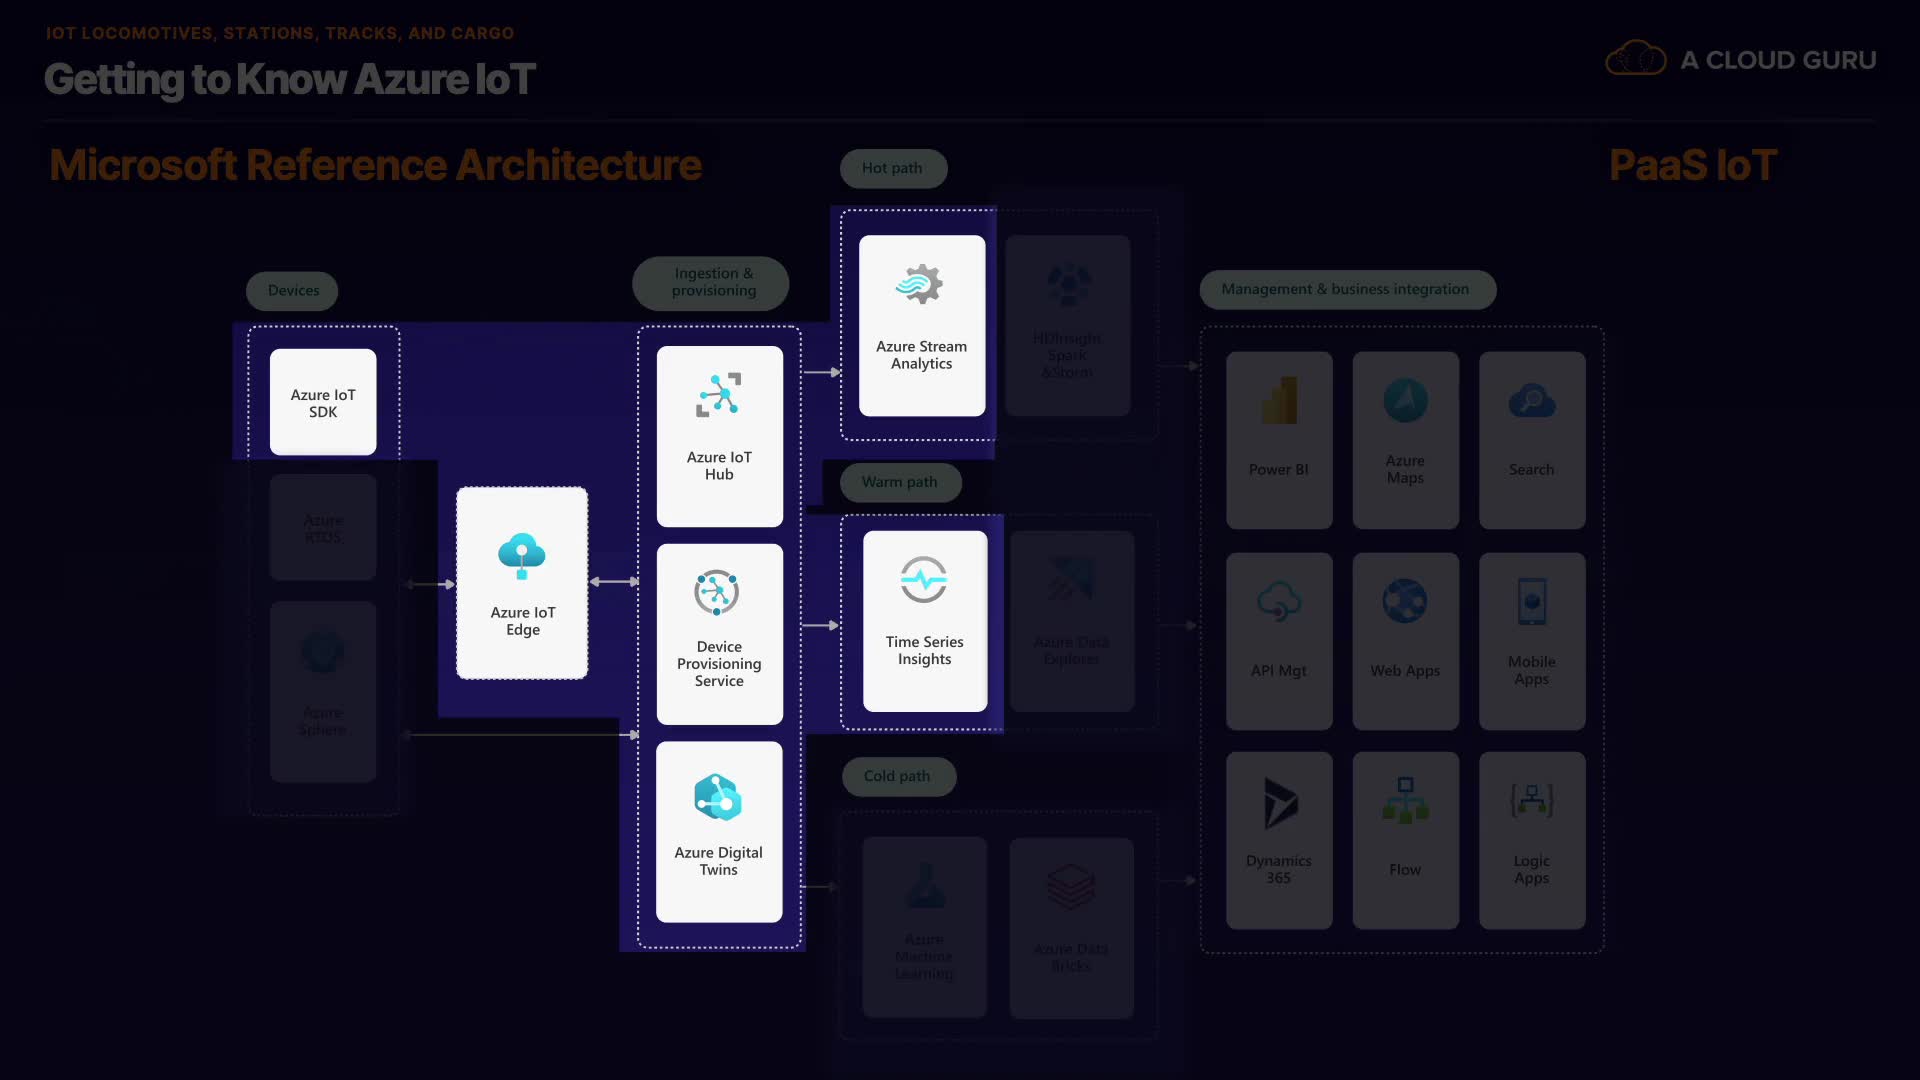 IOT LOCOMOTIVES, STATIONS, TRACKS, AND CARGO
Getting to Know Azure IoT
A CLOUD GURU
Microsoft Reference Architecture
PaaS IoT
Devices
Azure IoT
SDK
Azure
RTOS
Azure
Sphere
Azure IoT
Edge
Ingestion &
provisioning
Azure IoT
Hub
Device
Provisioning
Service
Azure Digital
Twins
Hot path
Azure Stream
Analytics
HDInsight
Spark
&Storm
Warm path
Time Series
Insights
Azure Data
Explorer
Cold path
Azure
Machine
Learning
Azure Data
Bricks
Management & business integration
Power BI
Azure
Maps
Search
API Mgt
Web Apps
Mobile
Apps
Dynamics
365
Flow
Logic
Apps